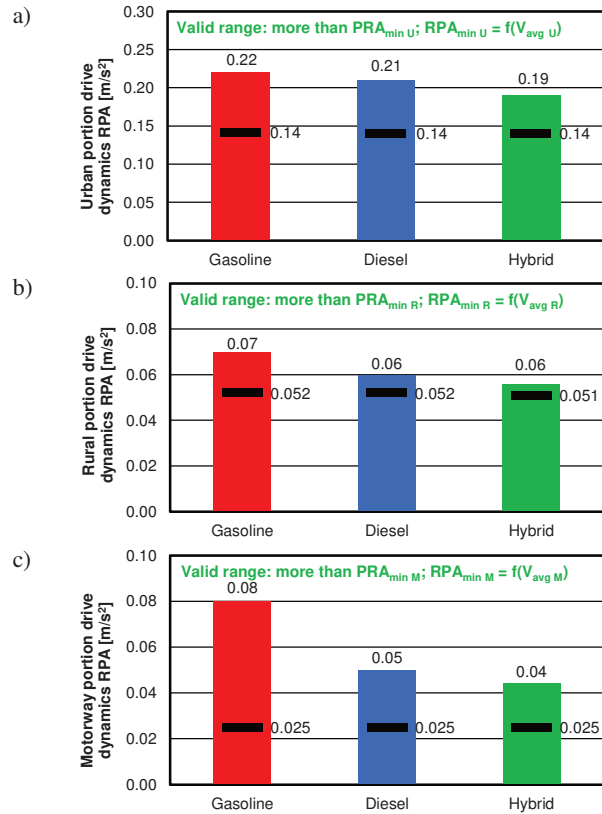 a)
Urban portion drive
dynamics RPA [m/s²]
0.30
0.25
0.20
0.15
0.10
0.05
0.00
Valid range: more than PRAmin U; RPAmin U = f(Vavg U)
0.22
0.21
0.19
0.14
0.14
0.14
Gasoline
Diesel
Hybrid
b)
Rural portion drive
dynamics RPA [m/s²]
0.10
0.08
0.06
0.04
0.02
0.00
Valid range: more than PRAmin R; RPAmin R = f(Vavg R)
0.07
0.06
0.06
0.052
0.052
0.051
Gasoline
Diesel
Hybrid
c)
Motorway portion drive
dynamics RPA [m/s²]
0.10
0.08
0.06
0.04
0.02
0.00
Valid range: more than PRAmin M; RPAmin M = f(Vavg M)
0.08
0.05
0.04
0.025
0.025
0.025
Gasoline
Diesel
Hybrid